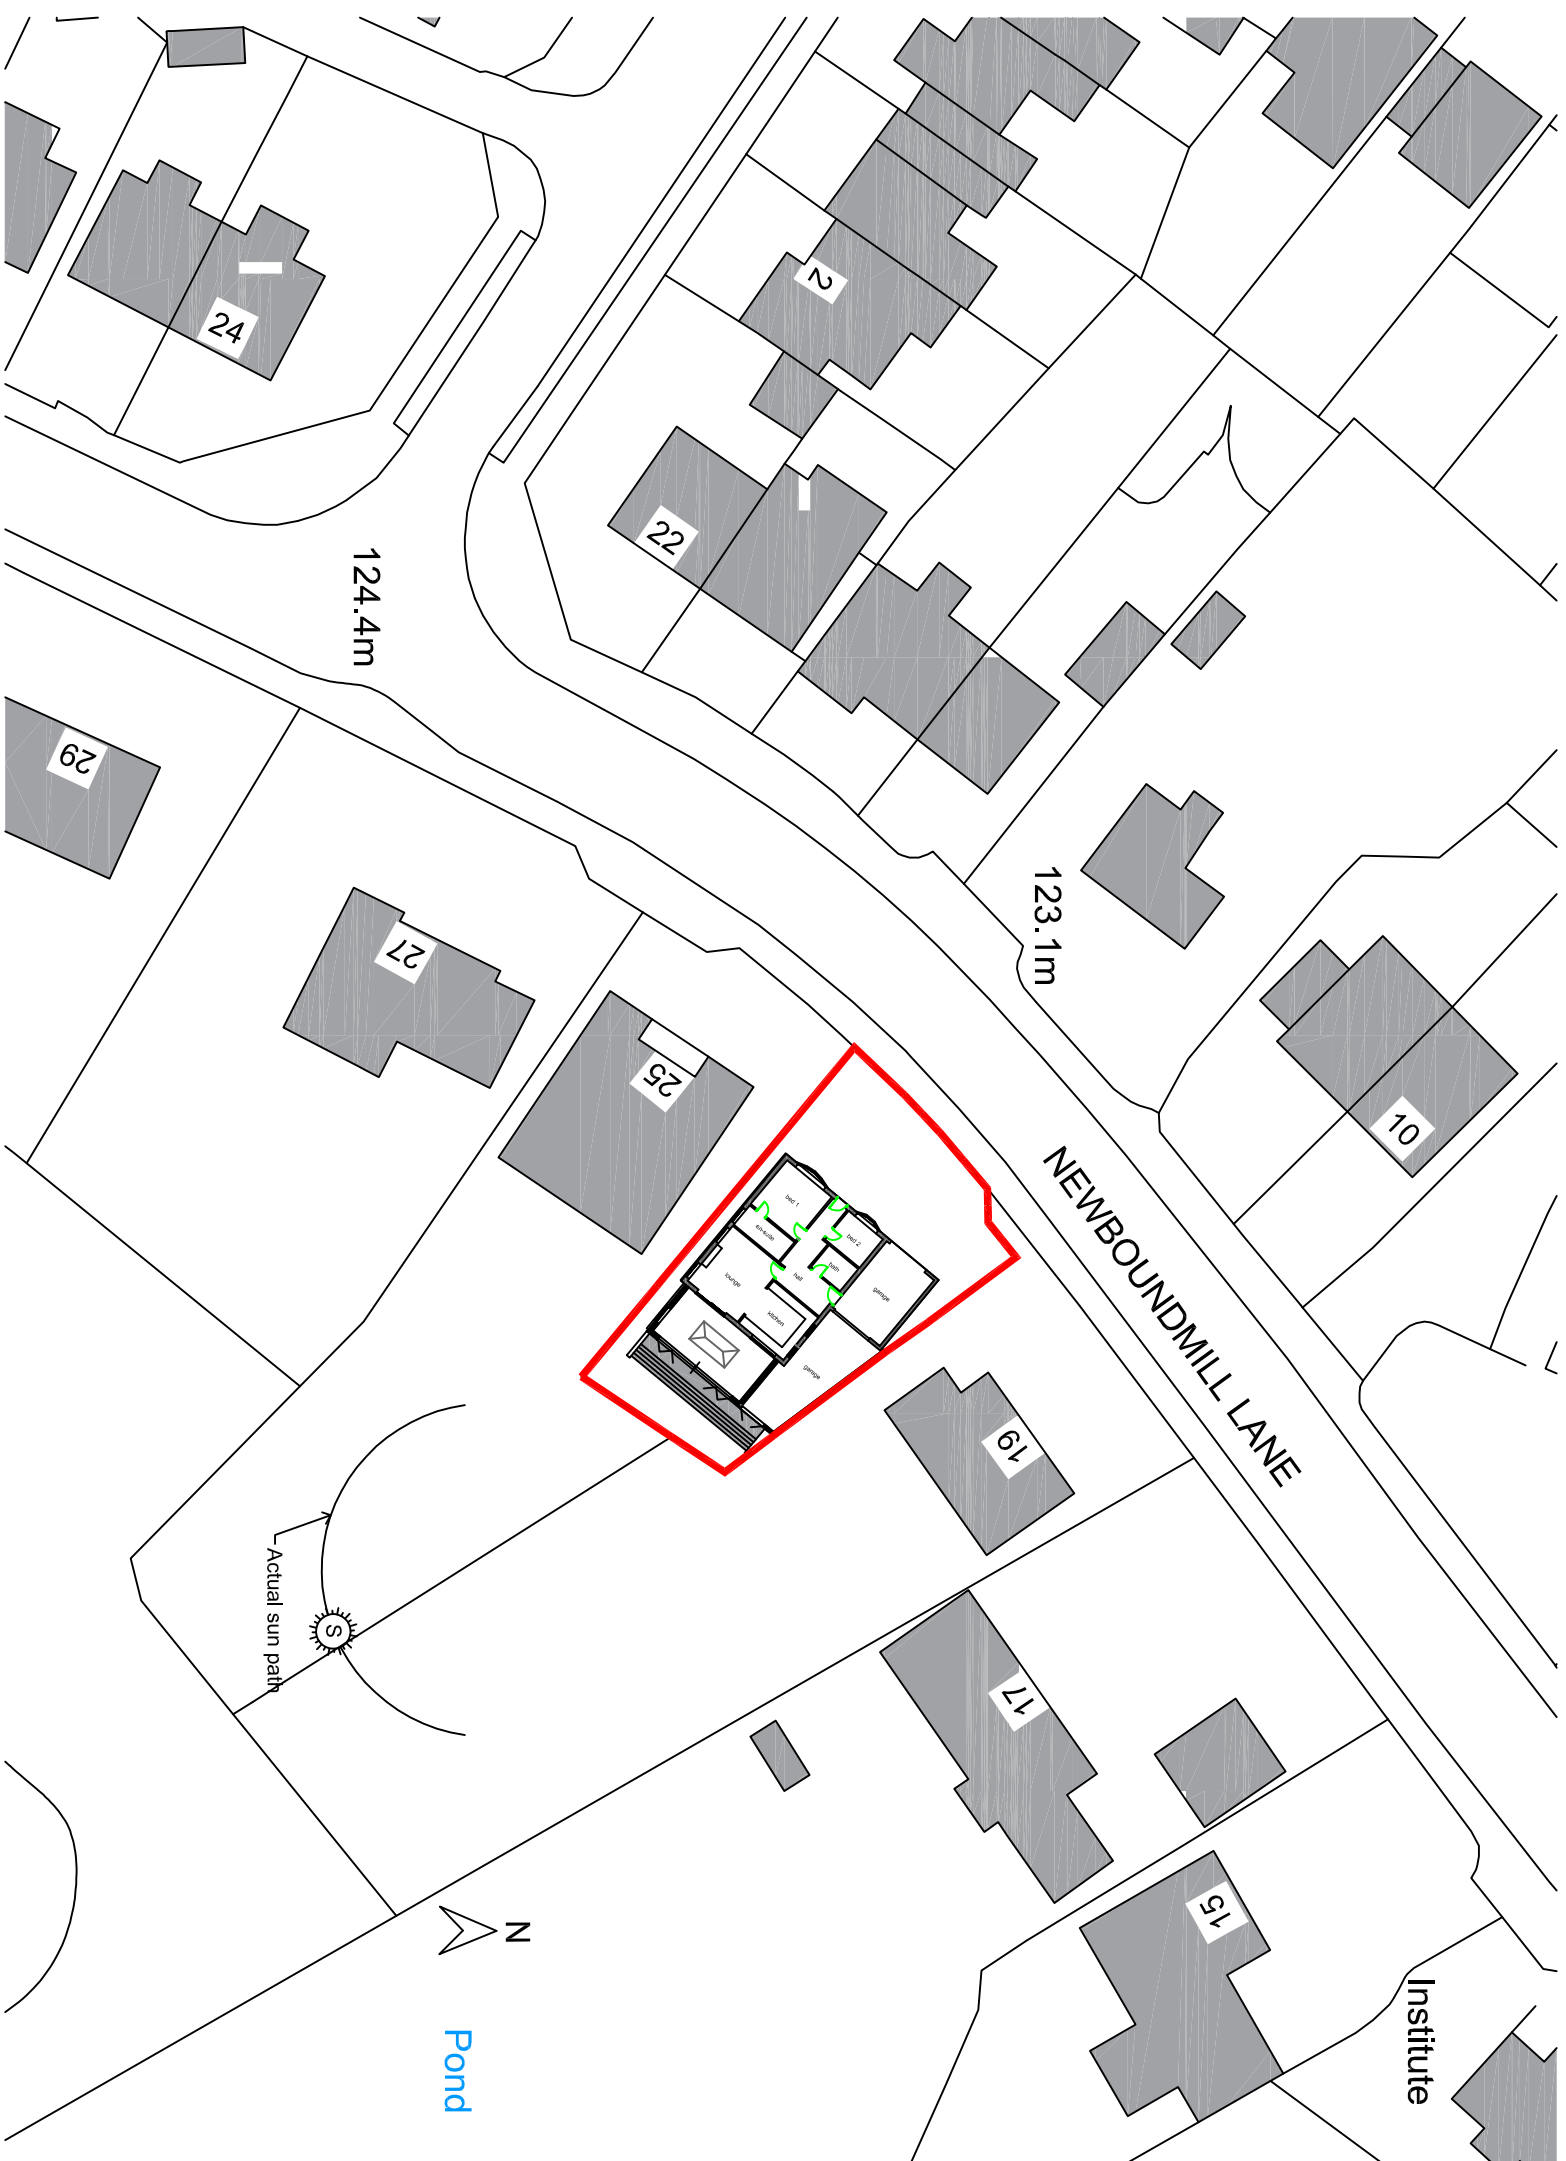 2
24
22
124.4m
29
27
25
123.1m
10
NEWBOUNDMILL LANE
bed 1
en-suite
bed 2
bath
hall
lounge
kitchen
garage
garage
19
17
15
Actual sun path
S
N
Pond
Institute